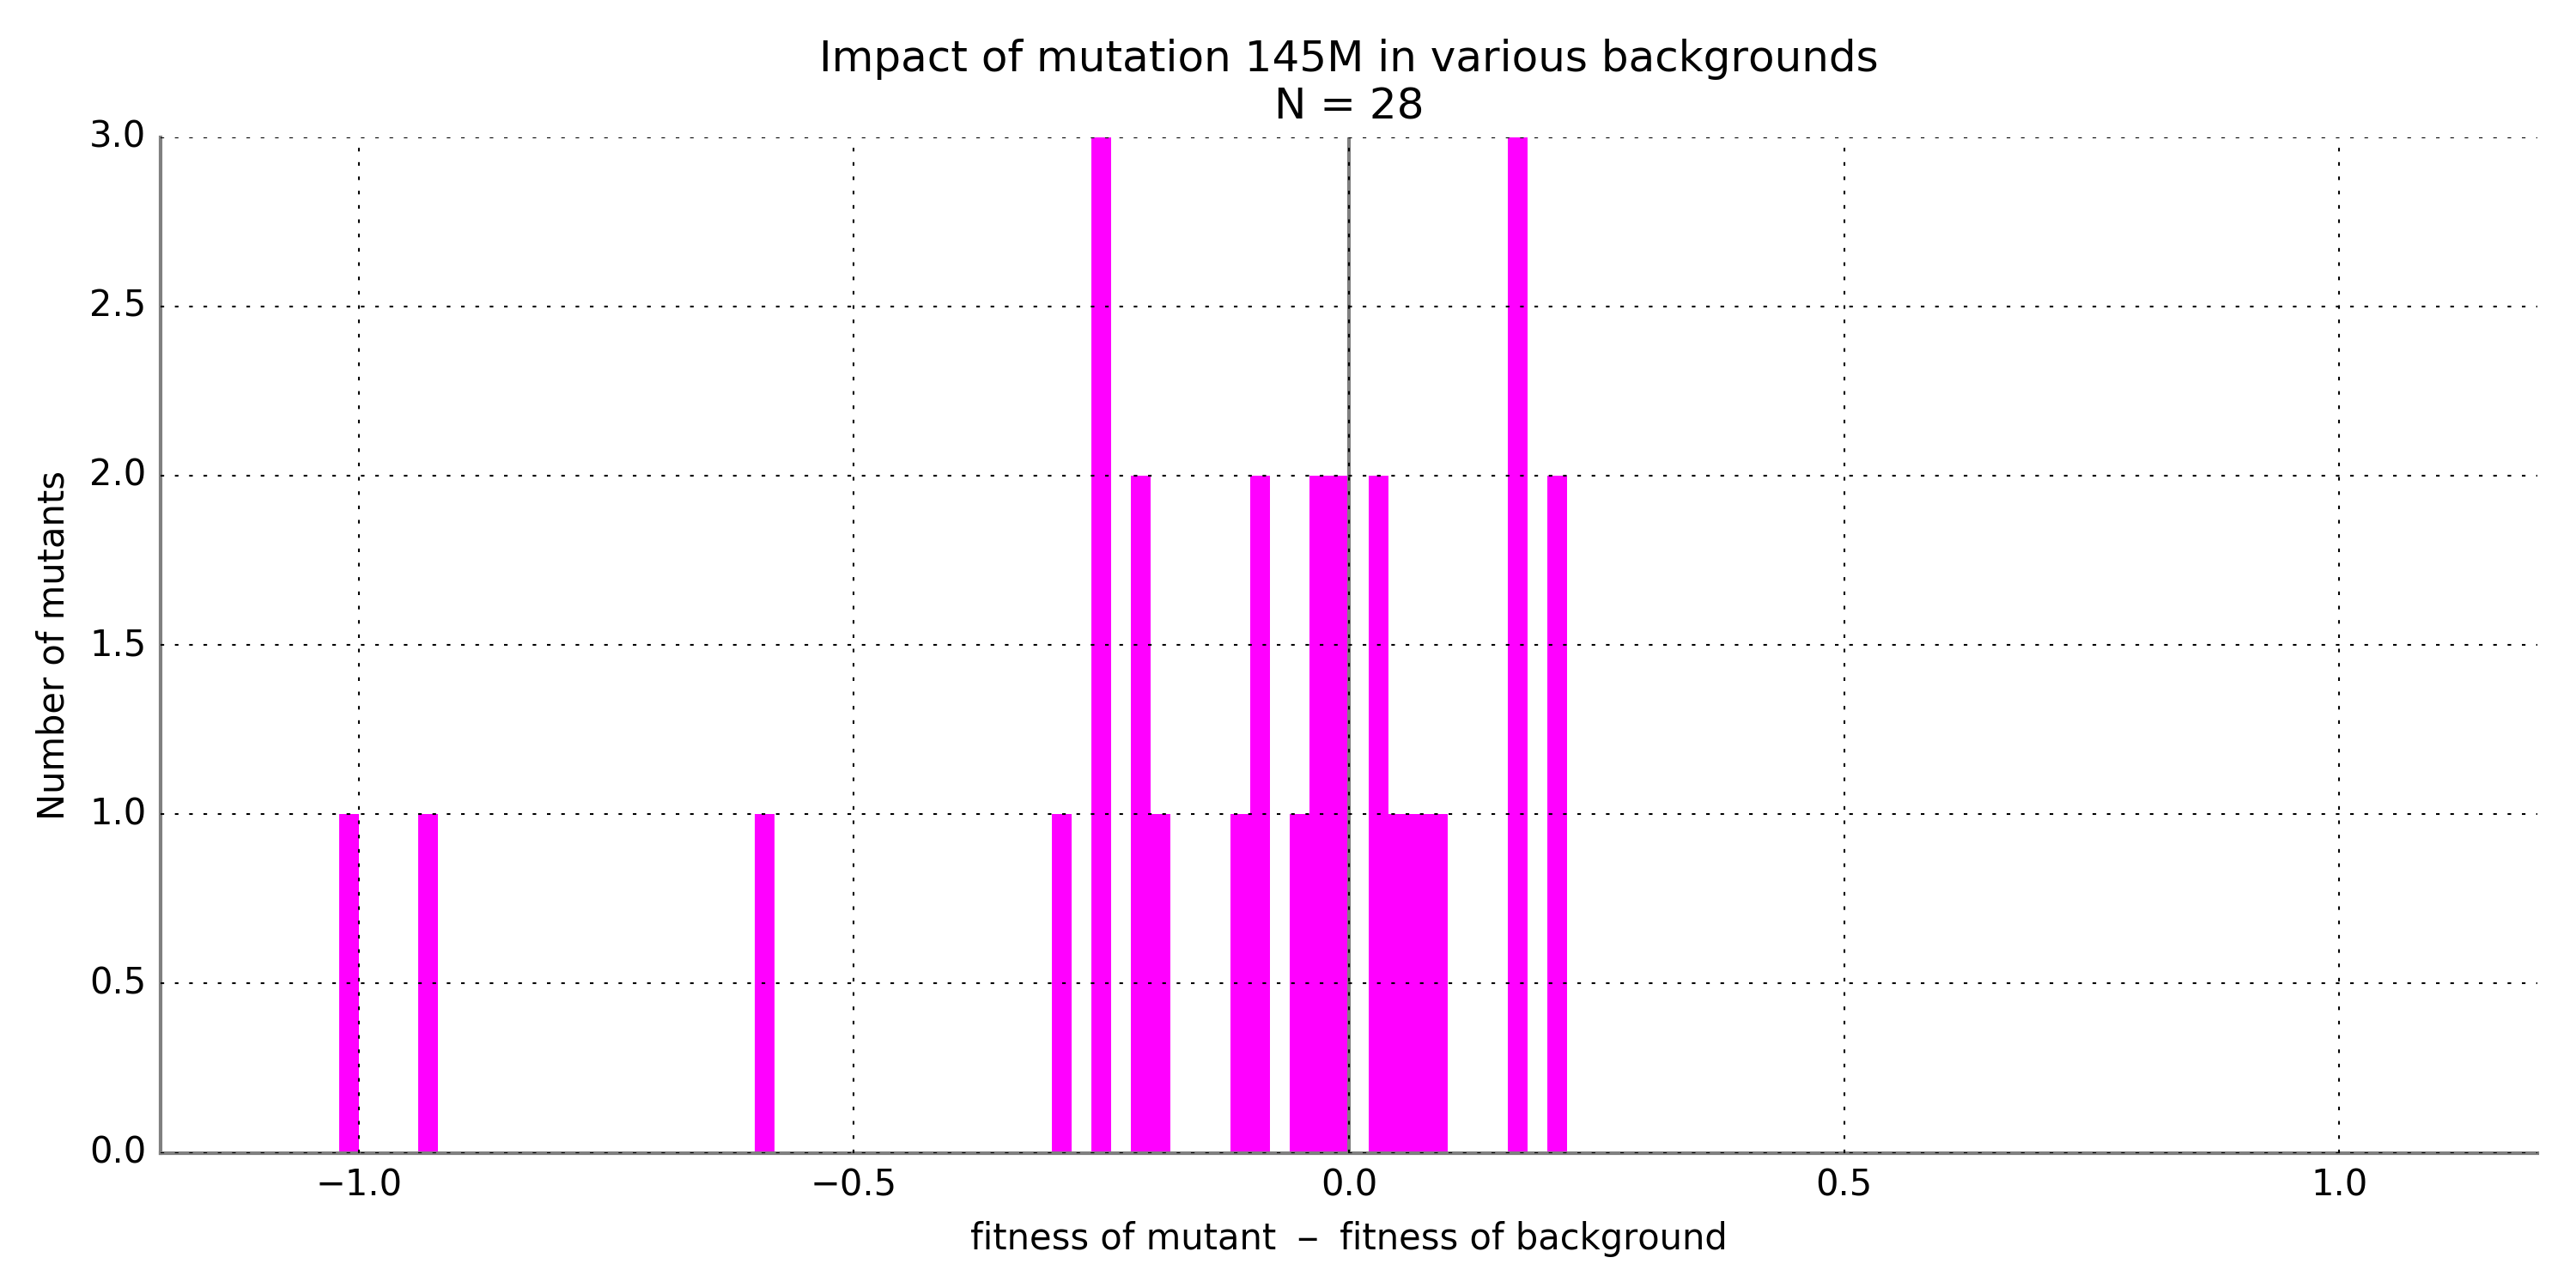 Impact of mutation 145M in various backgrounds
N = 28
3.0
2.5
2.0
1.5
1.0
0.5
0.0
Number of mutants
−1.0 −0.5 0.0 0.5 1.0
fitness of mutant – fitness of background